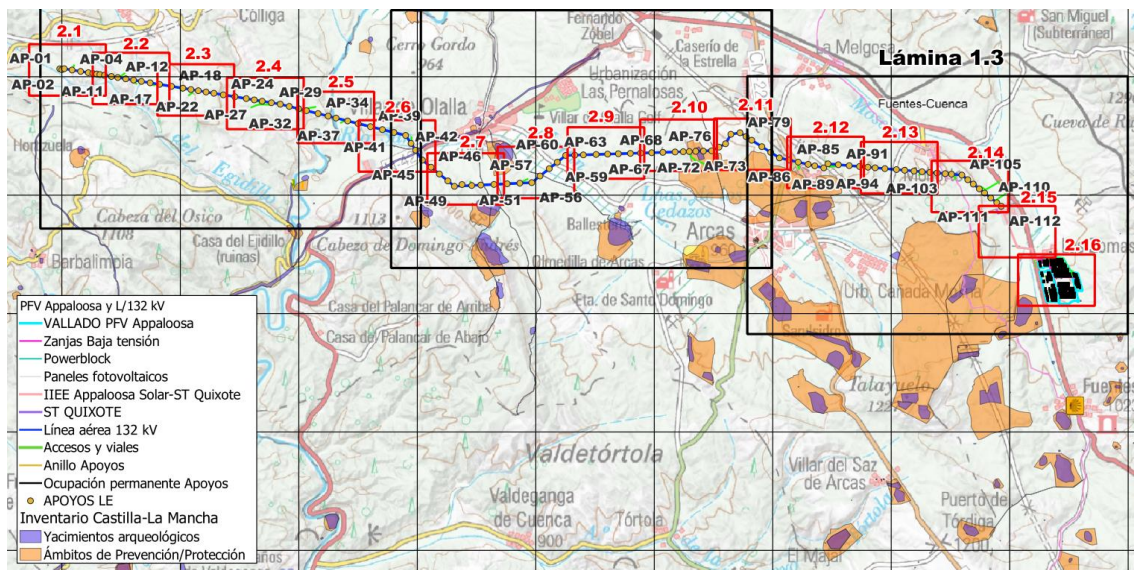 2.1
2.2
2.3
2.4
2.5
2.6
2.7
2.8
2.9
2.10
2.11
2.12
2.13
2.14
2.15
2.16
Lámina 1.3
AP-01
AP-04
AP-12
AP-18
AP-24
AP-29
AP-34
AP-39
AP-42
AP-46
AP-57
AP-60
AP-63
AP-68
AP-76
AP-79
AP-85
AP-91
AP-105
AP-110
AP-02
AP-11
AP-17
AP-22
AP-27
AP-32
AP-37
AP-41
AP-45
AP-49
AP-51
AP-56
AP-59
AP-67
AP-72
AP-73
AP-86
AP-89
AP-94
AP-103
AP-111
AP-112
Cólliga
Cerro Gordo
964
Fernando
Zóbel
Caserío de
la Estrella
Urbanización
Las Pernalosas
La Melgosa
San Miguel
(Subterránea)
Fuentes-Cuenca
Cueva de
Olalla
Cabeza del Osico
1108
Barbalimpia
Casa del Ejidillo
(ruinas)
1113
Cabezo de Domingo Andrés
Ballesteros
Olmedilla de Arcas
Arcas
Casa del Palancar de Arriba
Casa de Palancar de Abajo
Eta. de Santo Domingo
Urb. Cañada
Sandsidro
Talayuelo
Fuentes
Valdetórtola
Valdeganga
de Cuenca
900
Tórtola
Villar del Saz
de Arcas
Puerto de
Tórdiga
1200
El Majar
PFV Appaloosa y L/132 kV
VALLADO PFV Appaloosa
Zanjas Baja tensión
Powerblock
Paneles fotovoltaicos
IIEE Appaloosa Solar-ST Quixote
ST QUIXOTE
Línea aérea 132 kV
Accesos y viales
Anillo Apoyos
Ocupación permanente Apoyos
APOYOS LE
Inventario Castilla-La Mancha
Yacimientos arqueológicos
Ámbitos de Prevención/Protección